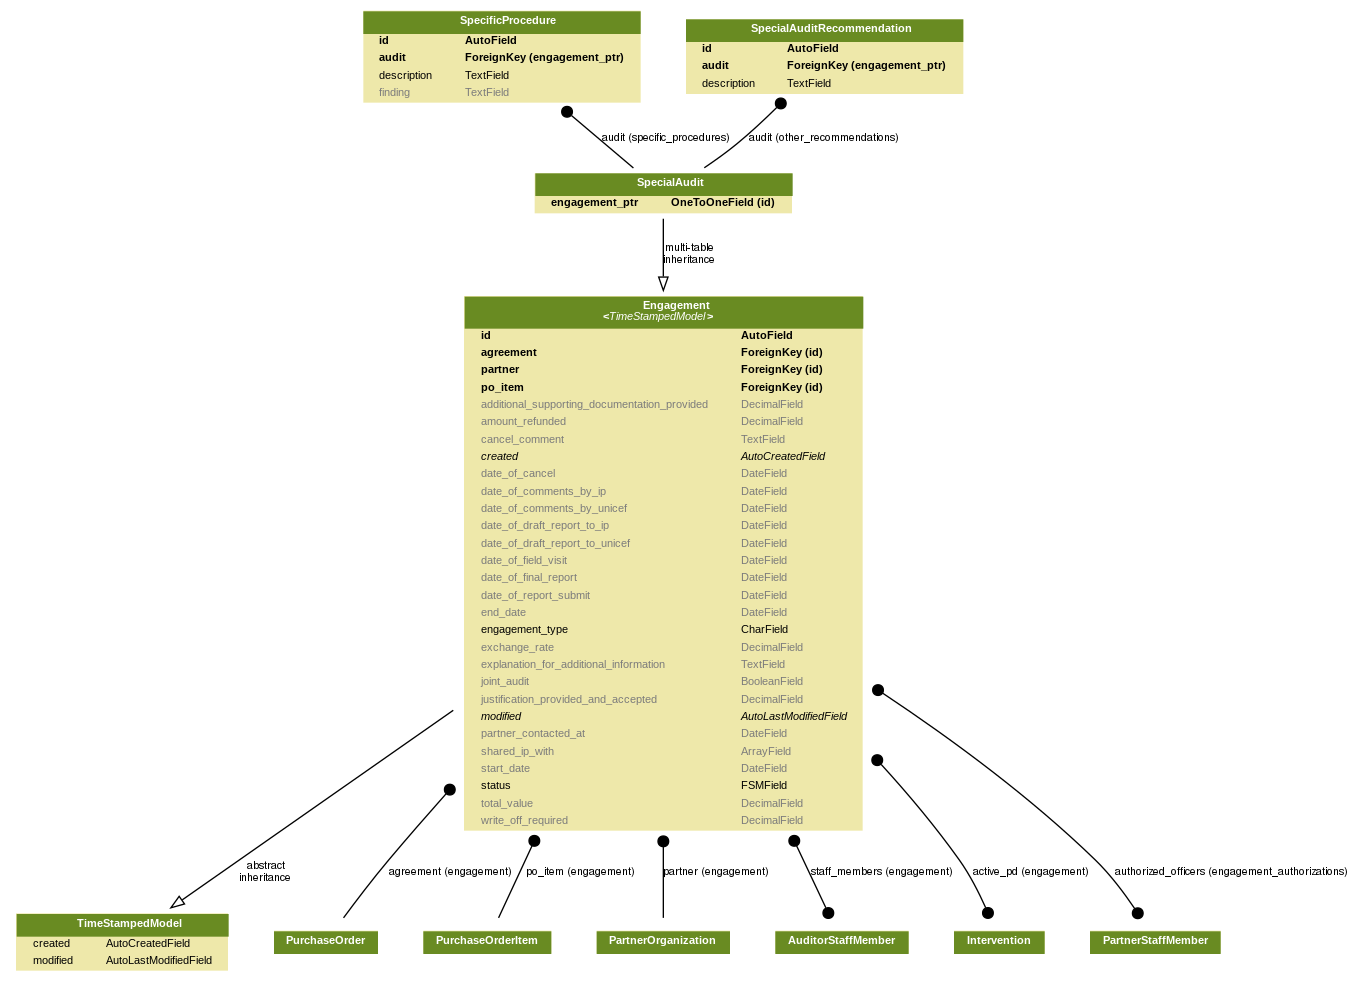 SpecificProcedure
id AutoField
audit ForeignKey (engagement_ptr)
description TextField
finding TextField
SpecialAuditRecommendation
id AutoField
audit ForeignKey (engagement_ptr)
description TextField
audit (specific_procedures)
audit (other_recommendations)
SpecialAudit
engagement_ptr OneToOneField (id)
multi-table
inheritance
Engagement
<TimeStampedModel>
id AutoField
agreement ForeignKey (id)
partner ForeignKey (id)
po_item ForeignKey (id)
additional_supporting_documentation_provided DecimalField
amount_refunded DecimalField
cancel_comment TextField
created AutoCreatedField
date_of_cancel DateField
date_of_comments_by_ip DateField
date_of_comments_by_unicef DateField
date_of_draft_report_to_ip DateField
date_of_draft_report_to_unicef DateField
date_of_field_visit DateField
date_of_final_report DateField
date_of_report_submit DateField
end_date DateField
engagement_type CharField
exchange_rate DecimalField
explanation_for_additional_information TextField
joint_audit BooleanField
justification_provided_and_accepted DecimalField
modified AutoLastModifiedField
partner_contacted_at DateField
shared_ip_with ArrayField
start_date DateField
status FSMField
total_value DecimalField
write_off_required DecimalField
abstract
inheritance
agreement (engagement)
po_item (engagement)
partner (engagement)
staff_members (engagement)
active_pd (engagement)
authorized_officers (engagement_authorizations)
TimeStampedModel
created AutoCreatedField
modified AutoLastModifiedField
PurchaseOrder
PurchaseOrderItem
PartnerOrganization
AuditorStaffMember
Intervention
PartnerStaffMember